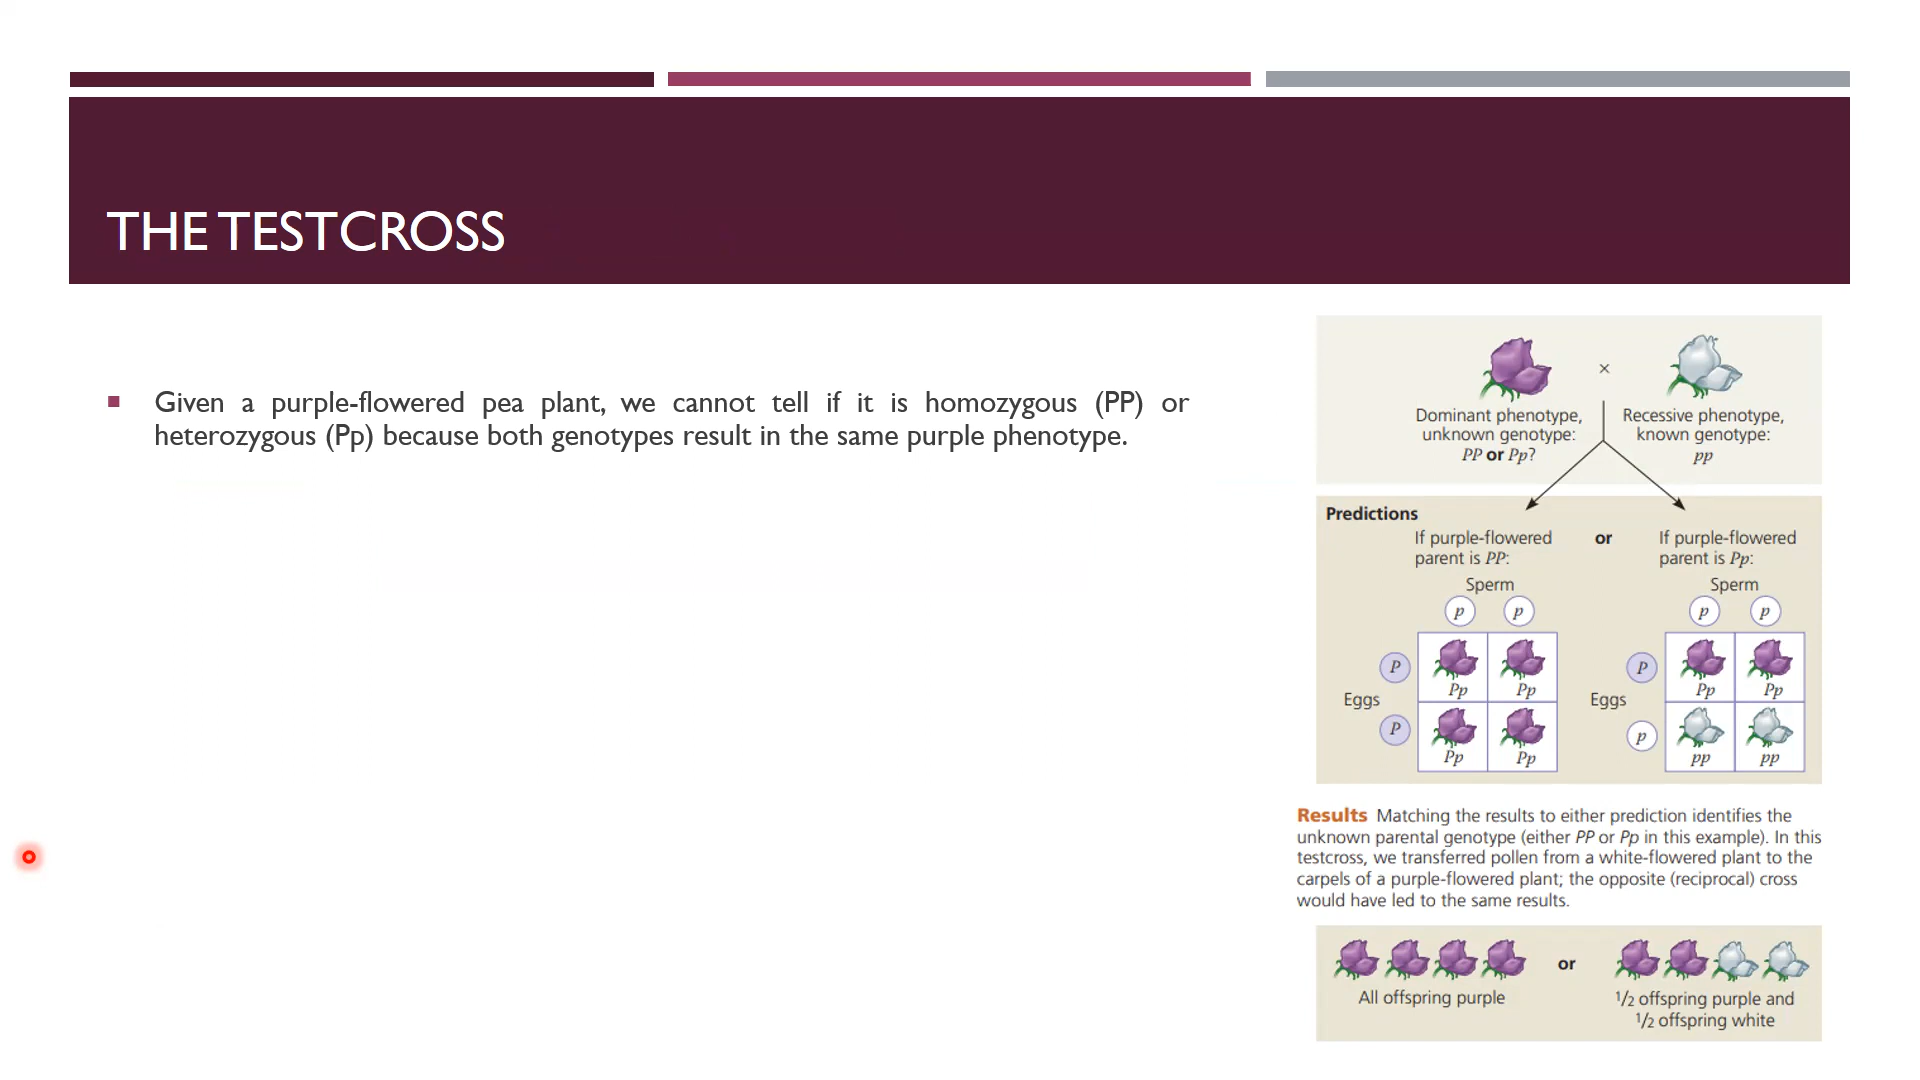 THE TESTCROSS
Given a purple-flowered pea plant, we cannot tell if it is homozygous (PP) or
heterozygous (Pp) because both genotypes result in the same purple phenotype.
×
Dominant phenotype,
unknown genotype:
PP or Pp?
Recessive phenotype,
known genotype:
pp
Predictions
If purple-flowered
parent is PP:
or
If purple-flowered
parent is Pp:
Sperm
p p
P
Eggs
P
Pp Pp
Pp Pp
Sperm
p p
P
Eggs
p
Pp Pp
pp pp
Results Matching the results to either prediction identifies the
unknown parental genotype (either PP or Pp in this example). In this
testcross, we transferred pollen from a white-flowered plant to the
carpels of a purple-flowered plant; the opposite (reciprocal) cross
would have led to the same results.
All offspring purple
or
1/2 offspring purple and
1/2 offspring white